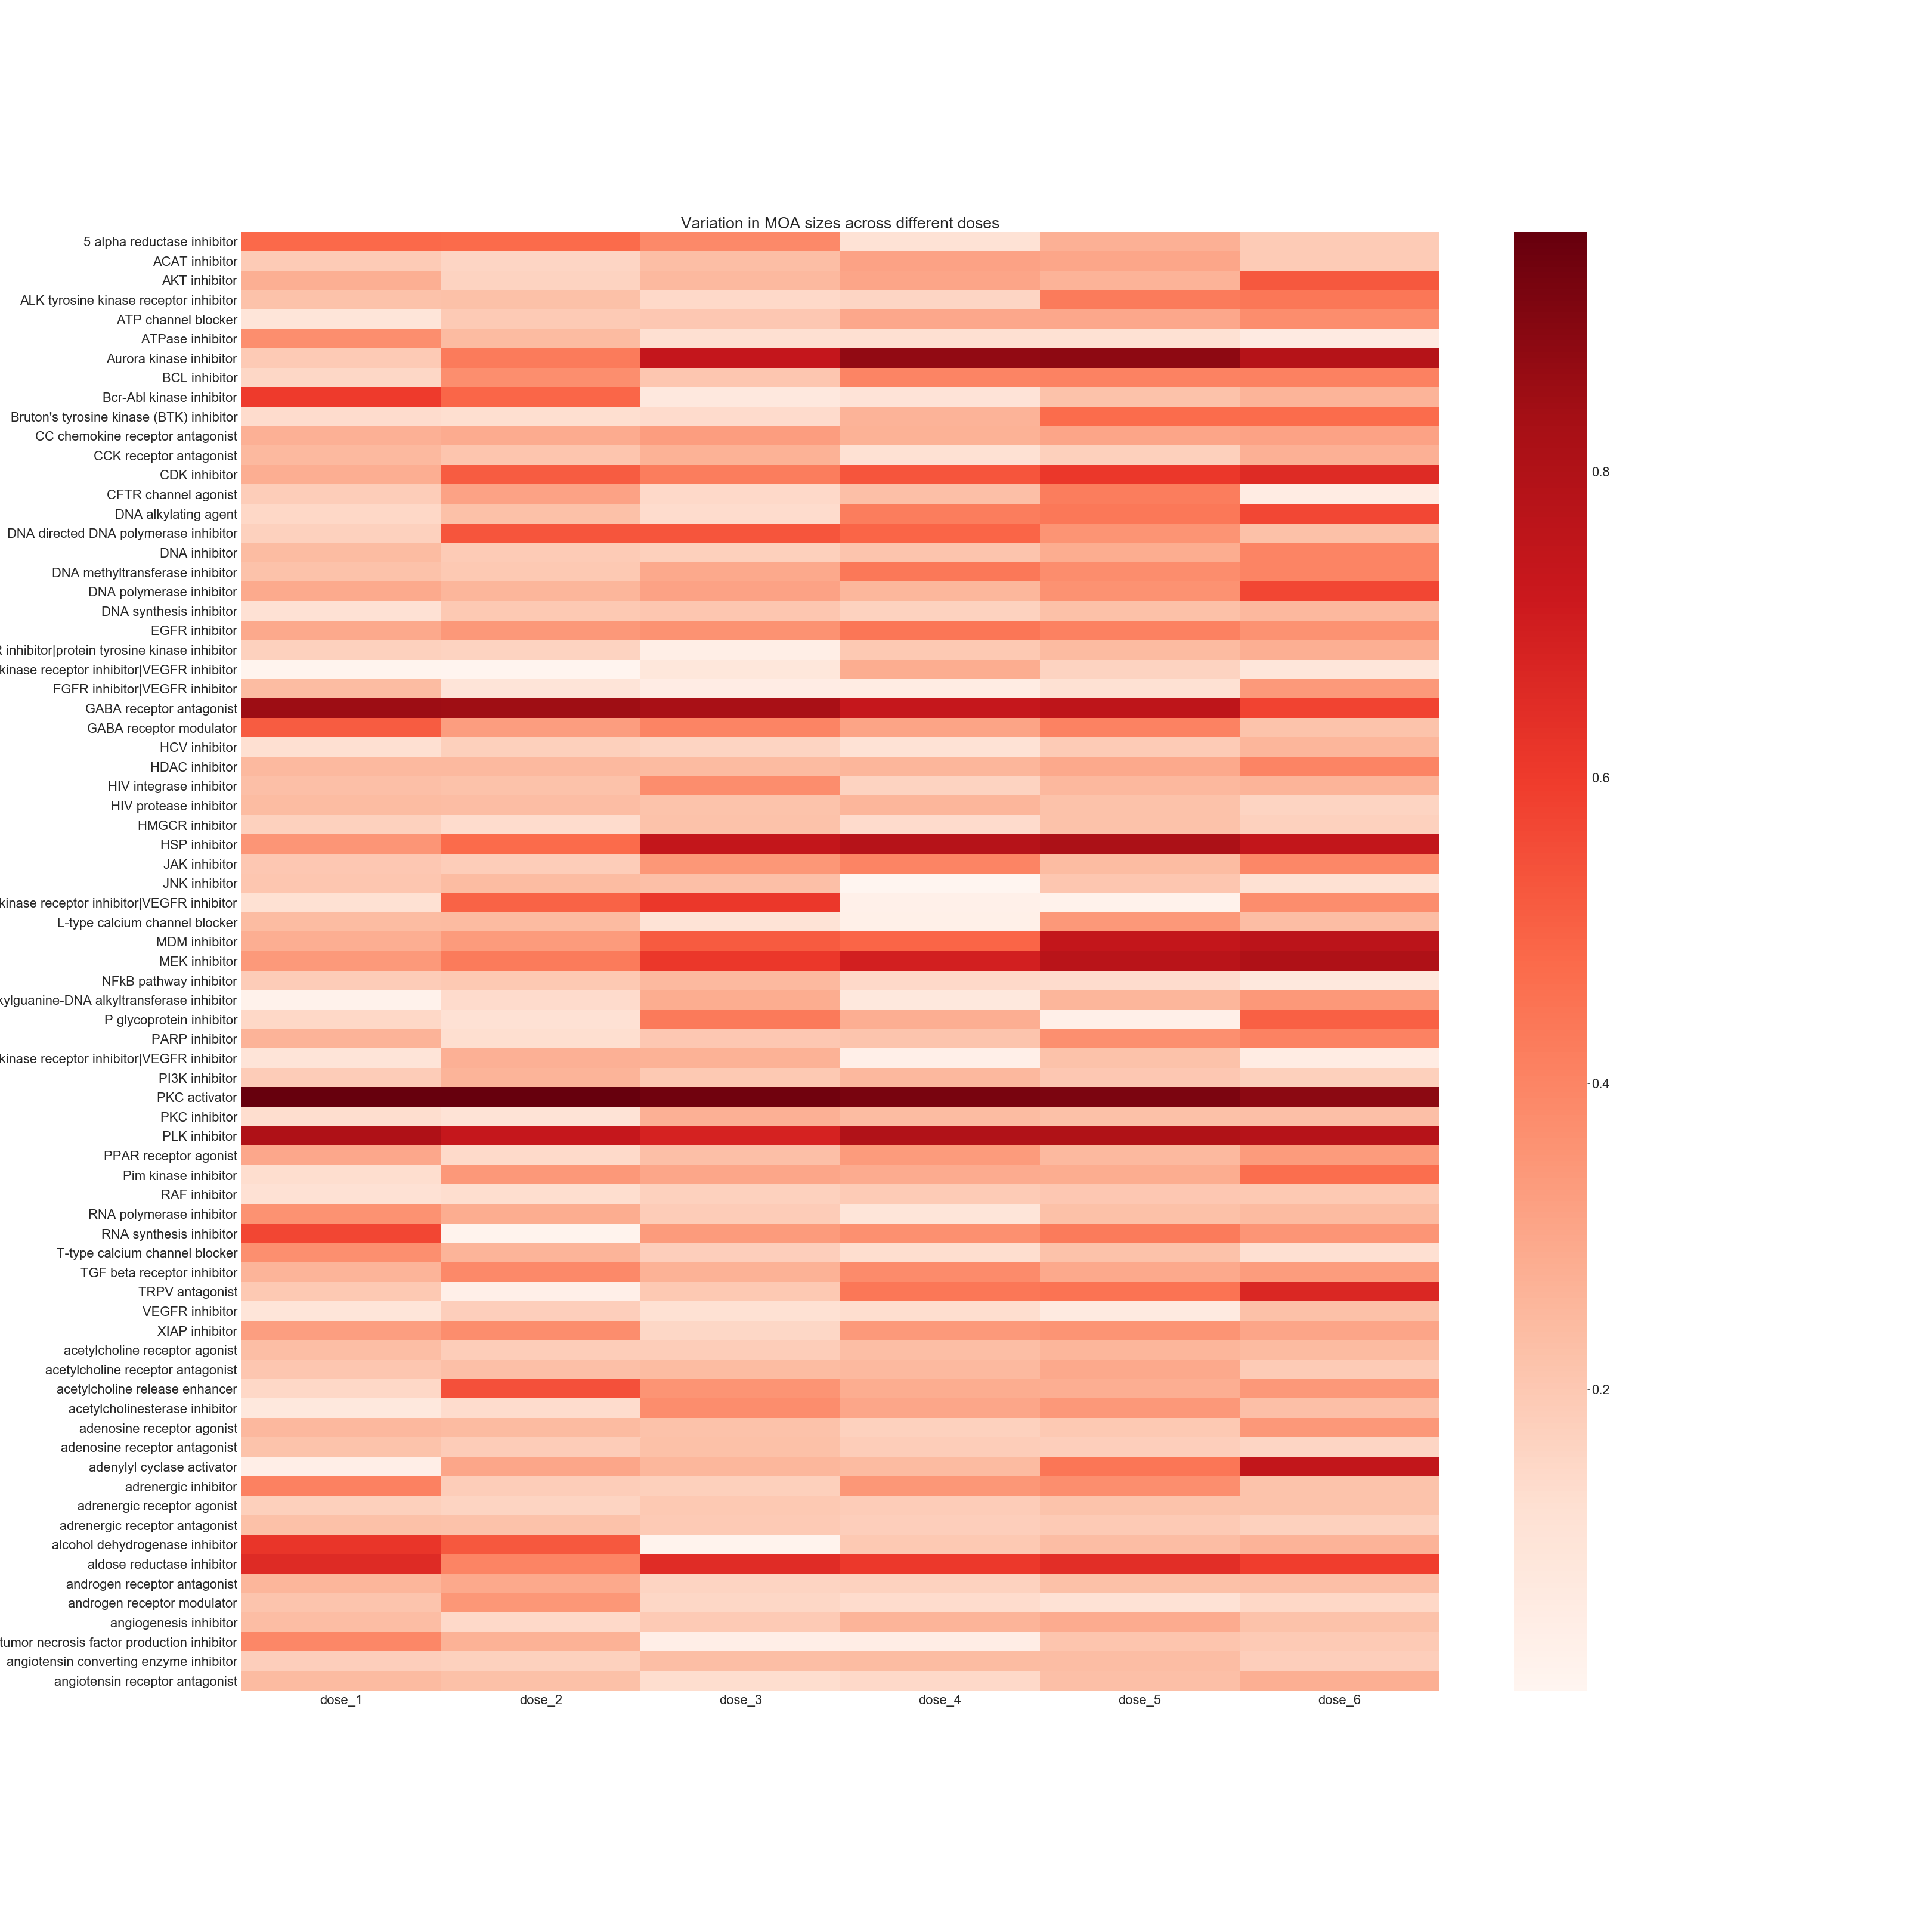 Variation in MOA sizes across different doses
5 alpha reductase inhibitor
ACAT inhibitor
AKT inhibitor
ALK tyrosine kinase receptor inhibitor
ATP channel blocker
ATPase inhibitor
Aurora kinase inhibitor
BCL inhibitor
Bcr-Abl kinase inhibitor
Bruton's tyrosine kinase (BTK) inhibitor
CC chemokine receptor antagonist
CCK receptor antagonist
CDK inhibitor
CFTR channel agonist
DNA alkylating agent
DNA directed DNA polymerase inhibitor
DNA inhibitor
DNA methyltransferase inhibitor
DNA polymerase inhibitor
DNA synthesis inhibitor
EGFR inhibitor
inhibitor|protein tyrosine kinase inhibitor
kinase receptor inhibitor|VEGFR inhibitor
FGFR inhibitor|VEGFR inhibitor
GABA receptor antagonist
GABA receptor modulator
HCV inhibitor
HDAC inhibitor
HIV integrase inhibitor
HIV protease inhibitor
HMGCR inhibitor
HSP inhibitor
JAK inhibitor
JNK inhibitor
kinase receptor inhibitor|VEGFR inhibitor
L-type calcium channel blocker
MDM inhibitor
MEK inhibitor
NFkB pathway inhibitor
kylguanine-DNA alkyltransferase inhibitor
P glycoprotein inhibitor
PARP inhibitor
kinase receptor inhibitor|VEGFR inhibitor
PI3K inhibitor
PKC activator
PKC inhibitor
PLK inhibitor
PPAR receptor agonist
Pim kinase inhibitor
RAF inhibitor
RNA polymerase inhibitor
RNA synthesis inhibitor
T-type calcium channel blocker
TGF beta receptor inhibitor
TRPV antagonist
VEGFR inhibitor
XIAP inhibitor
acetylcholine receptor agonist
acetylcholine receptor antagonist
acetylcholine release enhancer
acetylcholinesterase inhibitor
adenosine receptor agonist
adenosine receptor antagonist
adenylyl cyclase activator
adrenergic inhibitor
adrenergic receptor agonist
adrenergic receptor antagonist
alcohol dehydrogenase inhibitor
aldose reductase inhibitor
androgen receptor antagonist
androgen receptor modulator
angiogenesis inhibitor
tumor necrosis factor production inhibitor
angiotensin converting enzyme inhibitor
angiotensin receptor antagonist
dose_1 dose_2 dose_3 dose_4 dose_5 dose_6
0.8
0.6
0.4
0.2